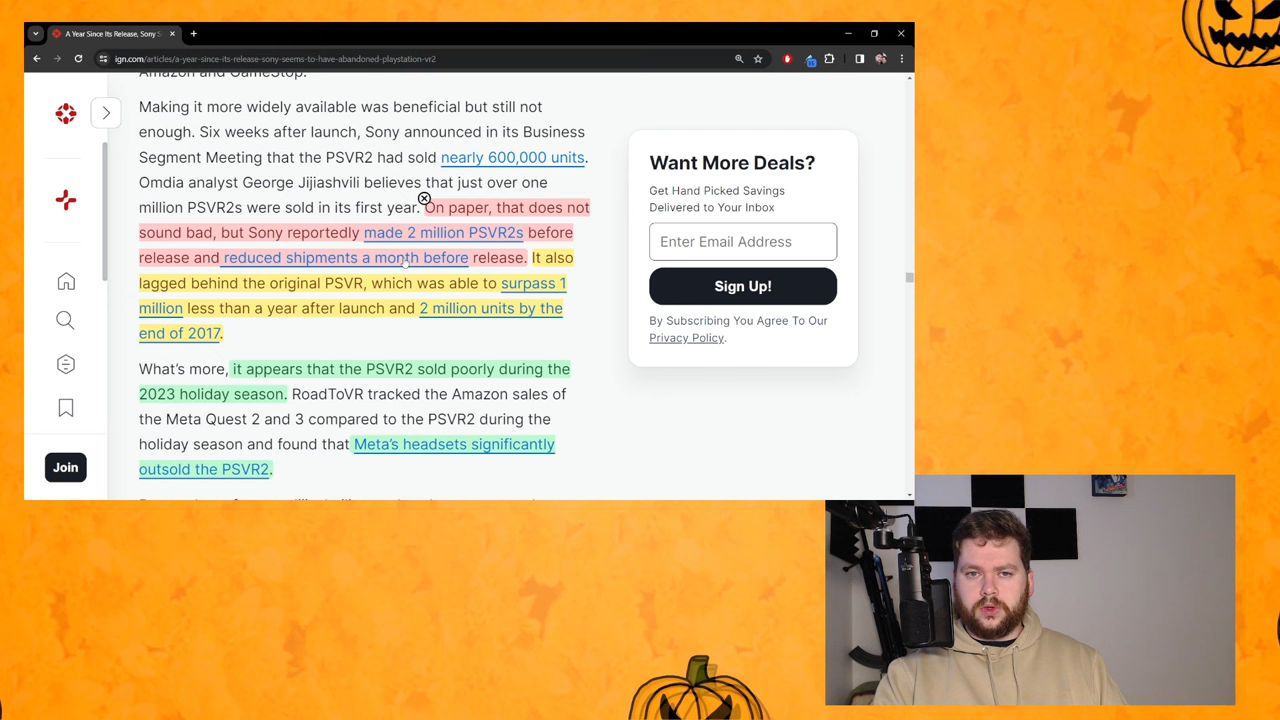 A Year Since Its Release, Sony S
ign.com/articles/a-year-since-its-release-sony-seems-to-have-abandoned-playstation-vr2
Amazon and GameStop.
Making it more widely available was beneficial but still not
enough. Six weeks after launch, Sony announced in its Business
Segment Meeting that the PSVR2 had sold nearly 600,000 units.
Omdia analyst George Jijiashvili believes that just over one
million PSVR2s were sold in its first year. On paper, that does not
sound bad, but Sony reportedly made 2 million PSVR2s before
release and reduced shipments a month before release. It also
lagged behind the original PSVR, which was able to surpass 1
million less than a year after launch and 2 million units by the
end of 2017.
What's more, it appears that the PSVR2 sold poorly during the
2023 holiday season. RoadToVR tracked the Amazon sales of
the Meta Quest 2 and 3 compared to the PSVR2 during the
holiday season and found that Meta's headsets significantly
outsold the PSVR2.
Join
Want More Deals?
Get Hand Picked Savings
Delivered to Your Inbox
Enter Email Address
Sign Up!
By Subscribing You Agree To Our
Privacy Policy.